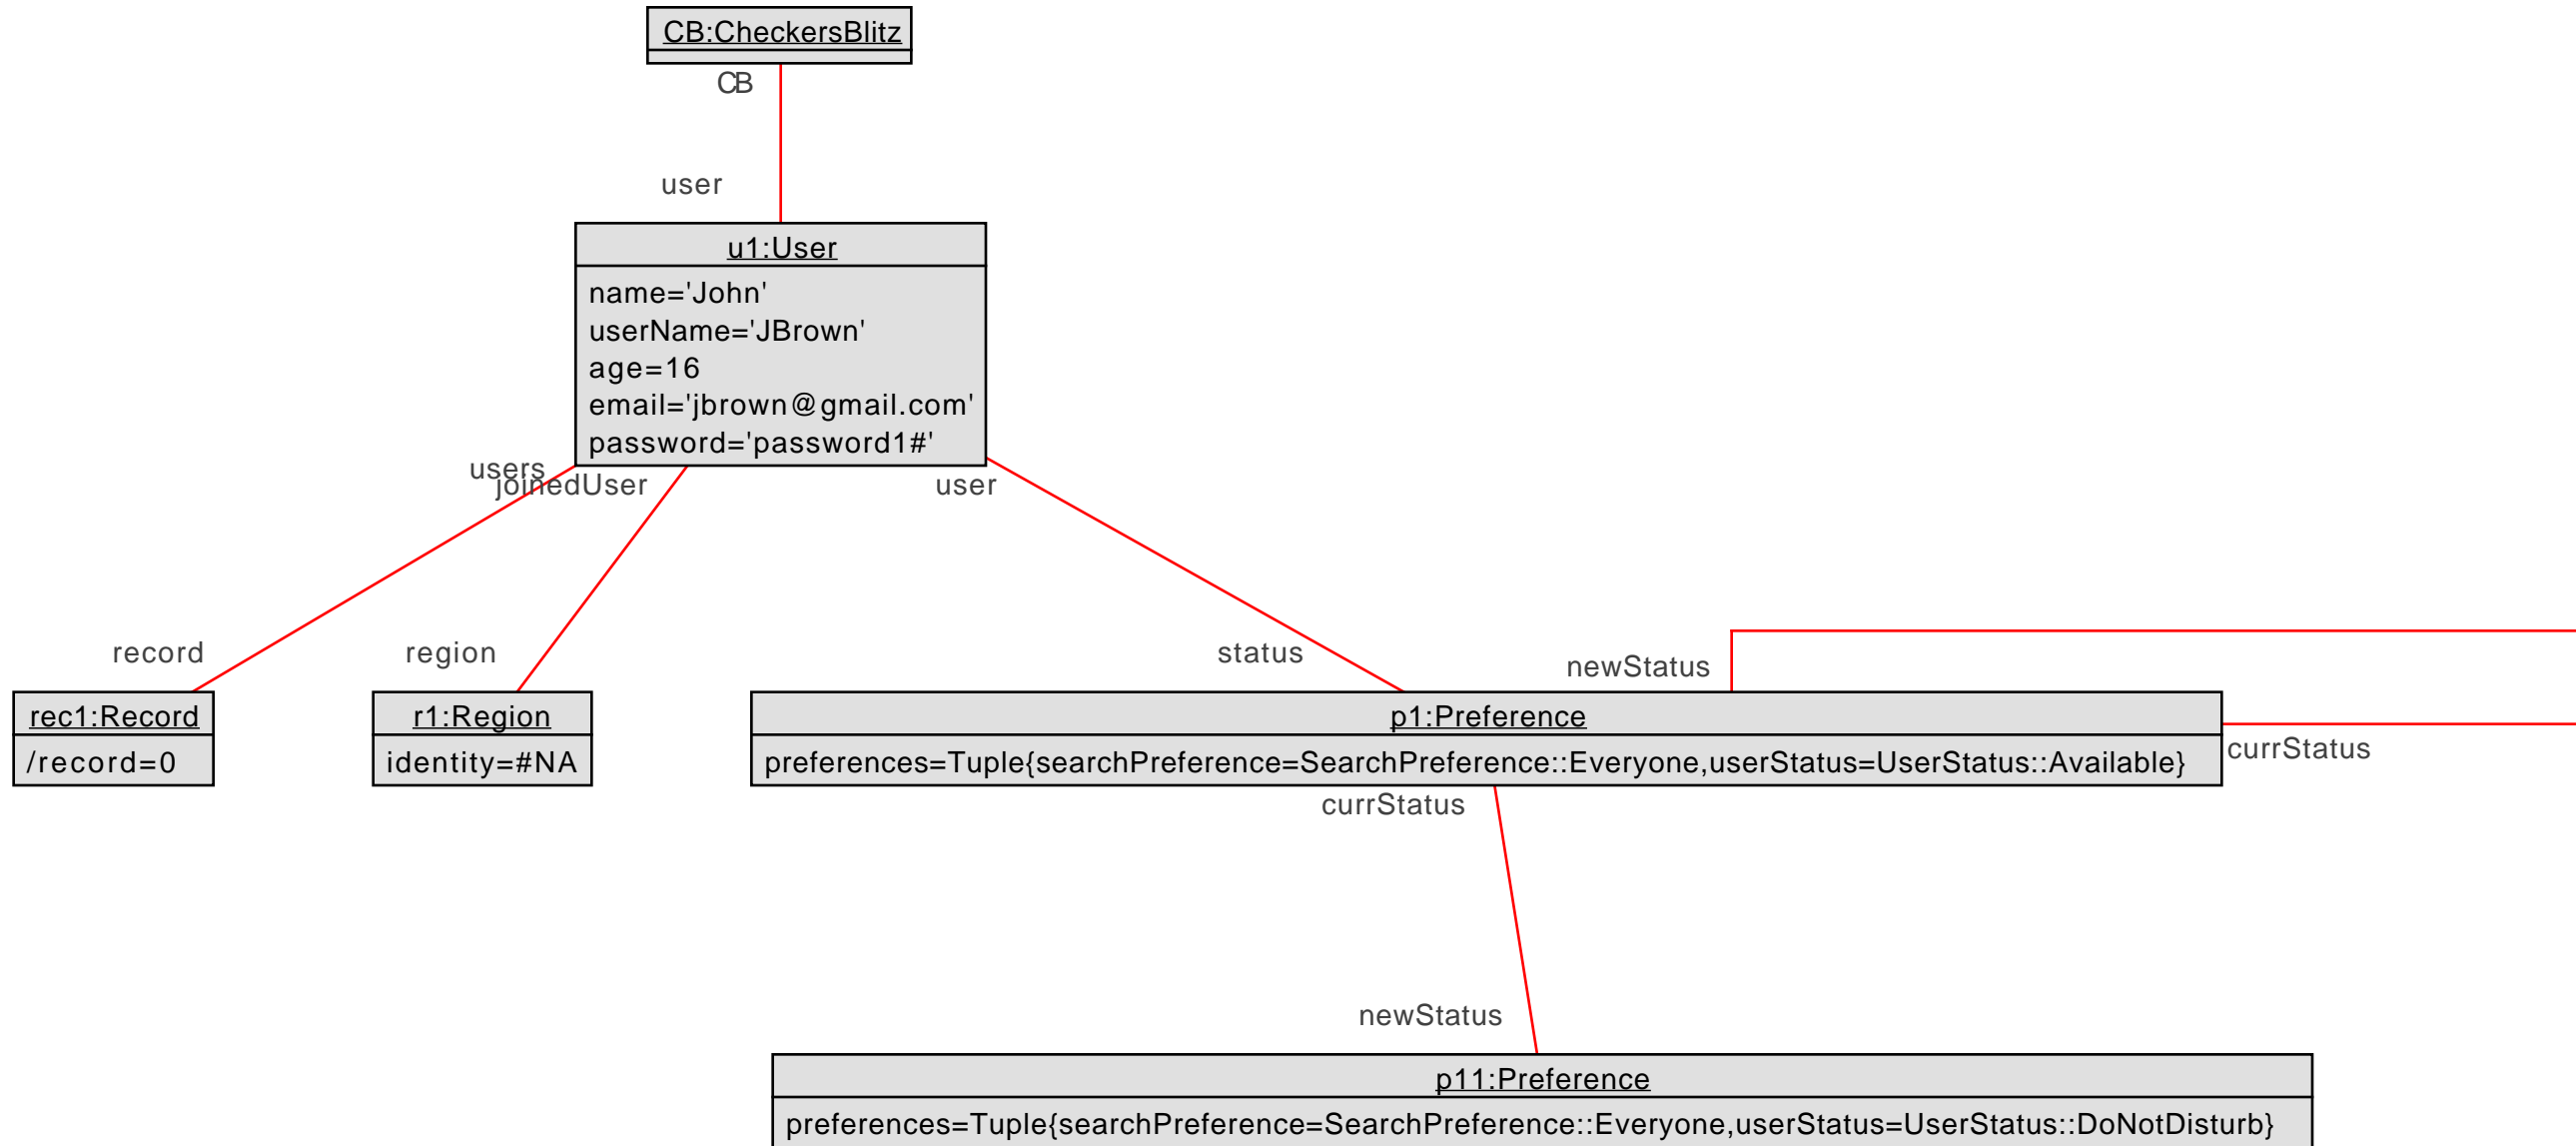 CB:CheckersBlitz
CB
user
u1:User
name='John'
userName='JBrown'
age=16
email='jbrown@gmail.com'
password='password1#'
users
joinedUser
user
record
region
status
newStatus
rec1:Record
/record=0
r1:Region
identity=#NA
p1:Preference
preferences=Tuple{searchPreference=SearchPreference::Everyone,userStatus=UserStatus::Available}
currStatus
currStatus
newStatus
p11:Preference
preferences=Tuple{searchPreference=SearchPreference::Everyone,userStatus=UserStatus::DoNotDisturb}